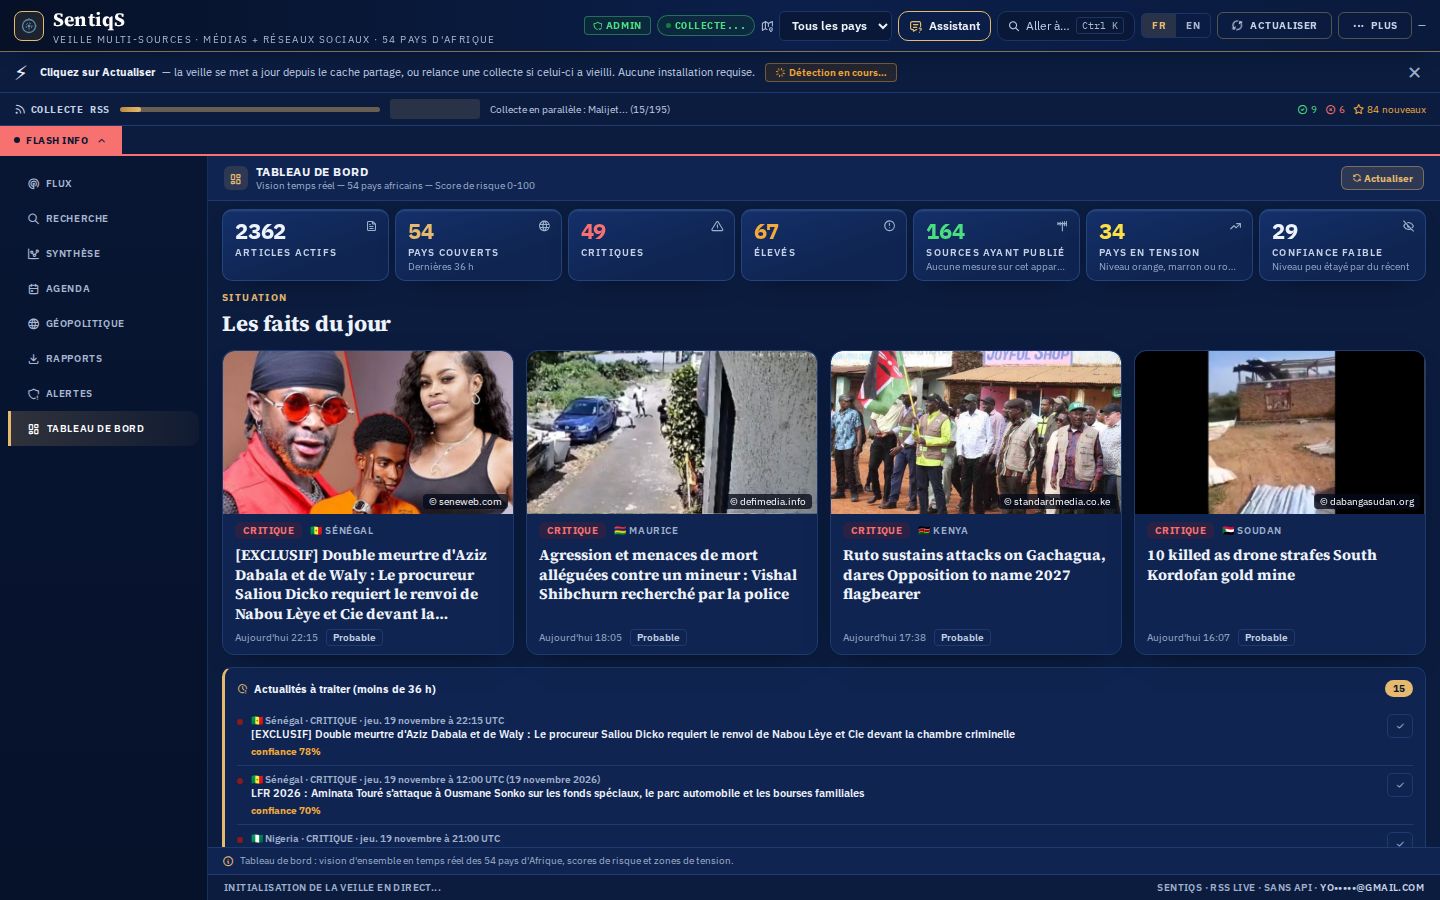 SentiqS
VEILLE MULTI-SOURCES · MÉDIAS + RÉSEAUX SOCIAUX · 54 PAYS D'AFRIQUE
ADMIN
COLLECTE...
Tous les pays
Assistant
Aller à... Ctrl K
FR EN
ACTUALISER
PLUS
Cliquez sur Actualiser — la veille se met a jour depuis le cache partage, ou relance une collecte si celui-ci a vieilli. Aucune installation requise.
Détection en cours...
COLLECTE RSS
Collecte en parallèle : Malijet... (15/195)
9 6 84 nouveaux
FLASH INFO
FLUX
RECHERCHE
SYNTHÈSE
AGENDA
GÉOPOLITIQUE
RAPPORTS
ALERTES
TABLEAU DE BORD
TABLEAU DE BORD
Vision temps réel — 54 pays africains — Score de risque 0-100
Actualiser
2362
ARTICLES ACTIFS
54
PAYS COUVERTS
Dernières 36 h
49
CRITIQUES
67
ÉLEVÉS
164
SOURCES AYANT PUBLIÉ
Aucune mesure sur cet appar...
34
PAYS EN TENSION
Niveau orange, marron ou ro...
29
CONFIANCE FAIBLE
Niveau peu étayé par du récent
SITUATION
Les faits du jour
© seneweb.com
CRITIQUE SÉNÉGAL
[EXCLUSIF] Double meurtre d'Aziz
Dabala et de Waly : Le procureur
Saliou Dicko requiert le renvoi de
Nabou Lèye et Cie devant la...
Aujourd'hui 22:15 Probable
© defimedia.info
CRITIQUE MAURICE
Agression et menaces de mort
alléguées contre un mineur : Vishal
Shibchurn recherché par la police
Aujourd'hui 18:05 Probable
JOYFUL SHOP
© standardmedia.co.ke
CRITIQUE KENYA
Ruto sustains attacks on Gachagua,
dares Opposition to name 2027
flagbearer
Aujourd'hui 17:38 Probable
© dabangasudan.org
CRITIQUE SOUDAN
10 killed as drone strafes South
Kordofan gold mine
Aujourd'hui 16:07 Probable
Actualités à traiter (moins de 36 h)
15
Sénégal · CRITIQUE · jeu. 19 novembre à 22:15 UTC
[EXCLUSIF] Double meurtre d'Aziz Dabala et de Waly : Le procureur Saliou Dicko requiert le renvoi de Nabou Lèye et Cie devant la chambre criminelle
confiance 78%
Sénégal · CRITIQUE · jeu. 19 novembre à 12:00 UTC (19 novembre 2026)
LFR 2026 : Aminata Touré s'attaque à Ousmane Sonko sur les fonds spéciaux, le parc automobile et les bourses familiales
confiance 70%
Nigeria · CRITIQUE · jeu. 19 novembre à 21:00 UTC
Tableau de bord : vision d'ensemble en temps réel des 54 pays d'Afrique, scores de risque et zones de tension.
INITIALISATION DE LA VEILLE EN DIRECT...
SENTIQS · RSS LIVE · SANS API · YO•••••@GMAIL.COM